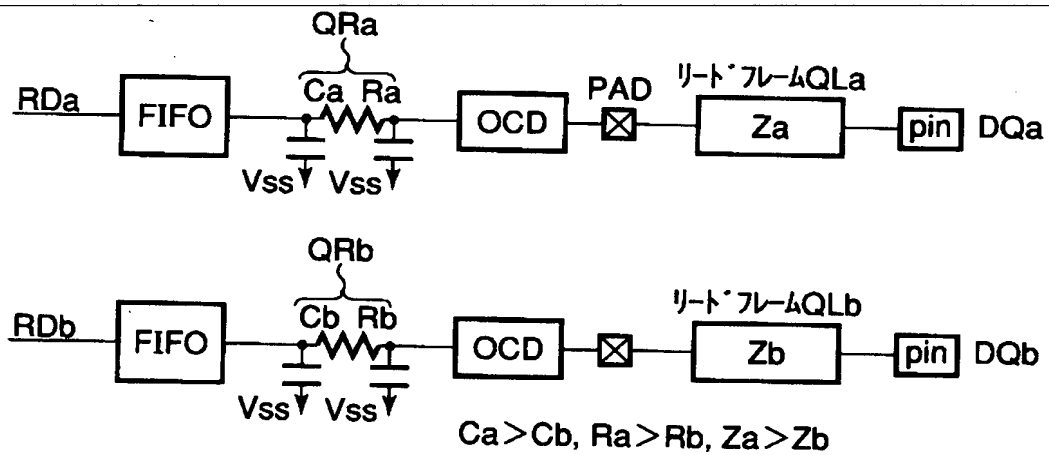 QRa
RDa FIFO Ca Ra OCD PAD リードフレームQLa Za pin DQa
Vss Vss
QRb
RDb FIFO Cb Rb OCD リードフレームQLb Zb pin DQb
Vss Vss
Ca>Cb, Ra>Rb, Za>Zb